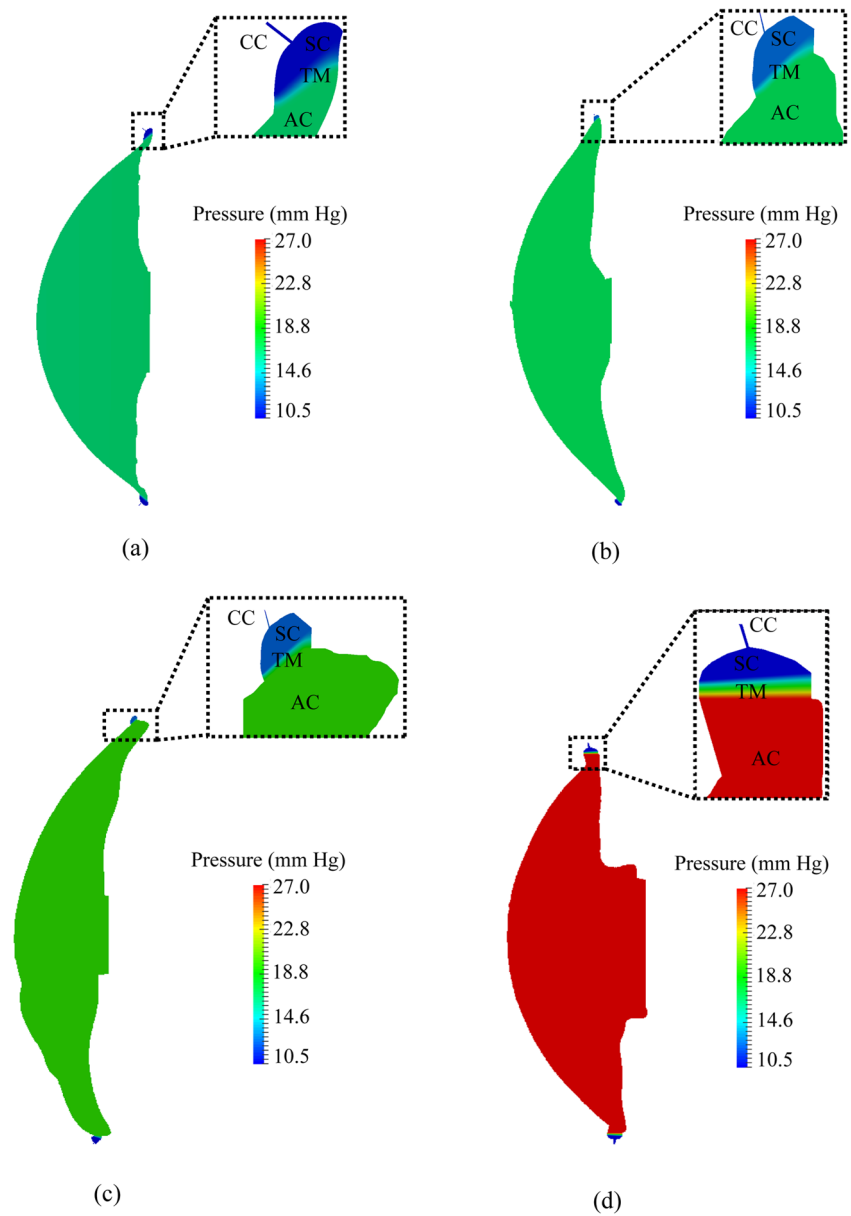 CC
SC
TM
AC
Pressure (mm Hg)
27.0
22.8
18.8
14.6
10.5
(a)
CC
SC
TM
AC
Pressure (mm Hg)
27.0
22.8
18.8
14.6
10.5
(b)
CC
SC
TM
AC
Pressure (mm Hg)
27.0
22.8
18.8
14.6
10.5
(c)
CC
SC
TM
AC
Pressure (mm Hg)
27.0
22.8
18.8
14.6
10.5
(d)